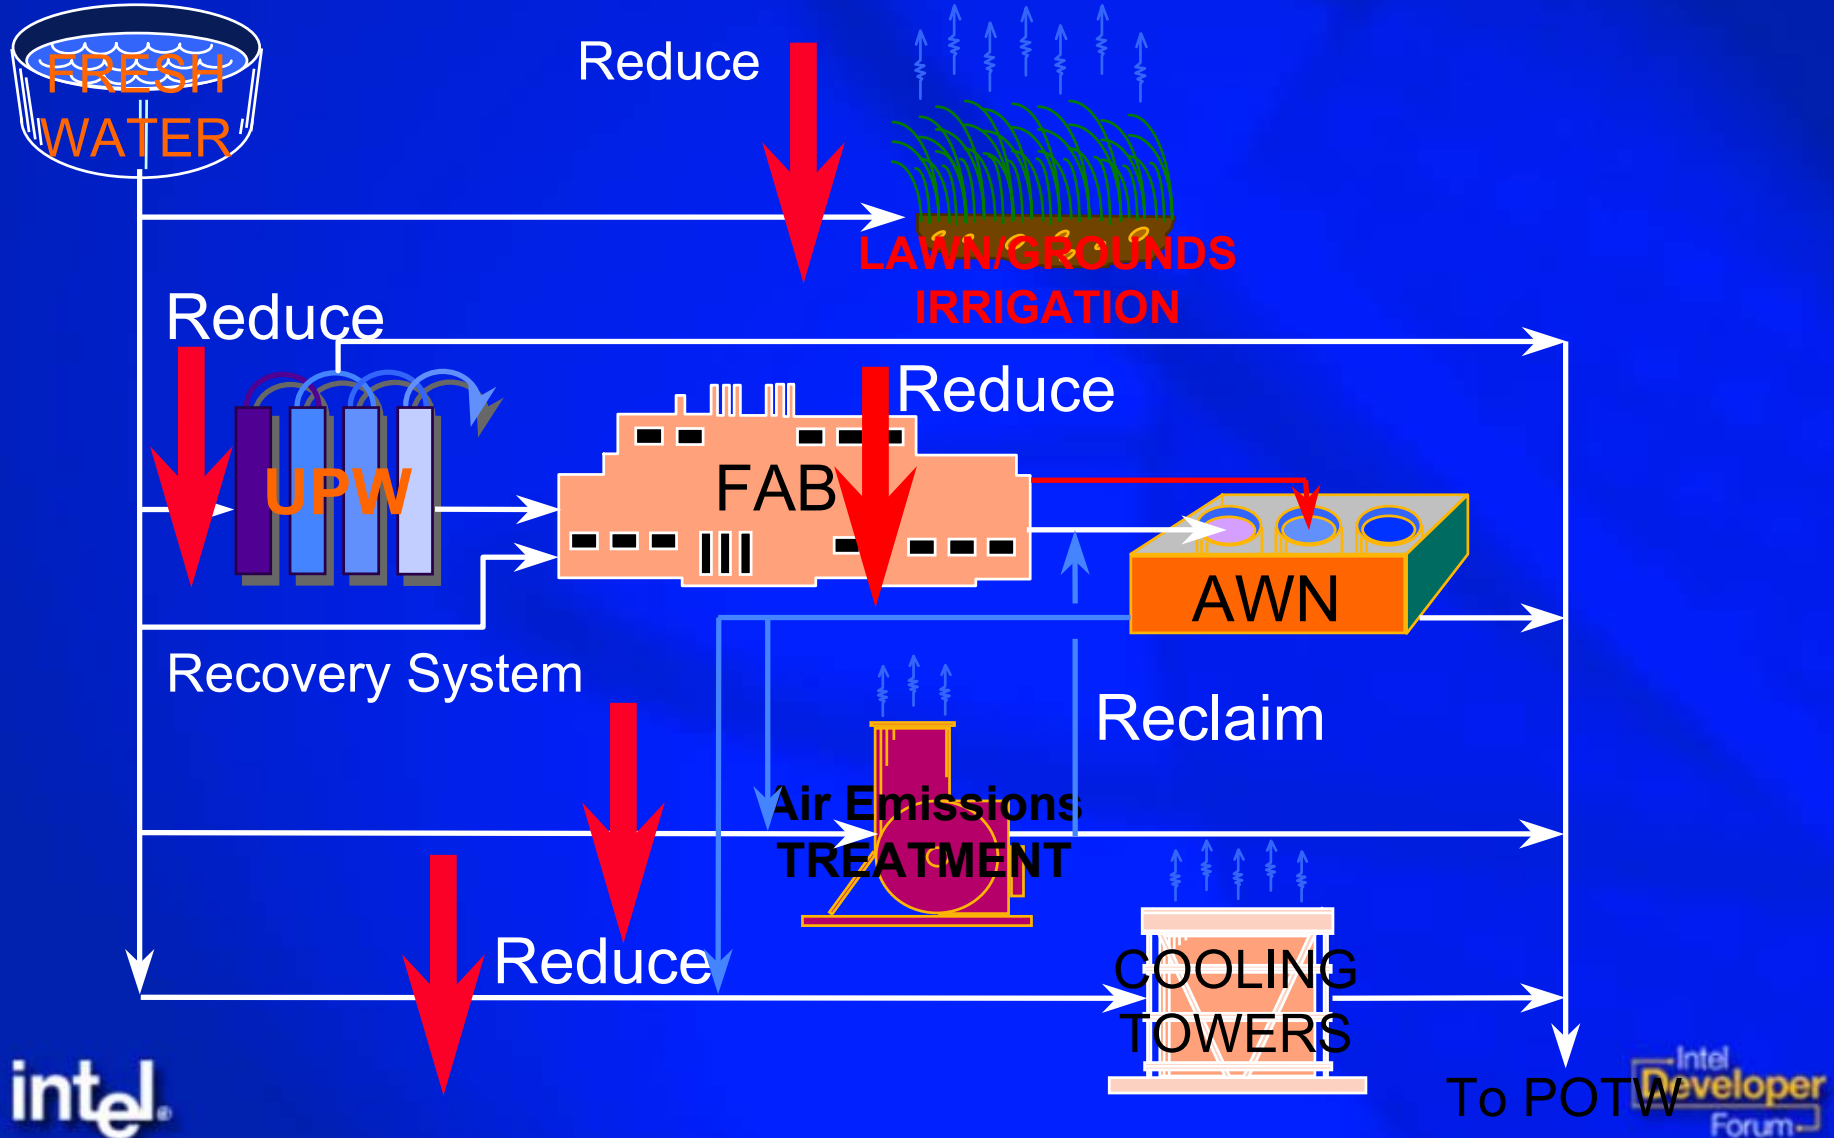 FRESH
WATER
Reduce
LAWN/GROUNDS
IRRIGATION
Reduce
Reduce
UPW
FAB
AWN
Recovery System
Reclaim
Air Emissions
TREATMENT
Reduce
COOLING
TOWERS
To POTW
intel
Intel
Developer
Forum